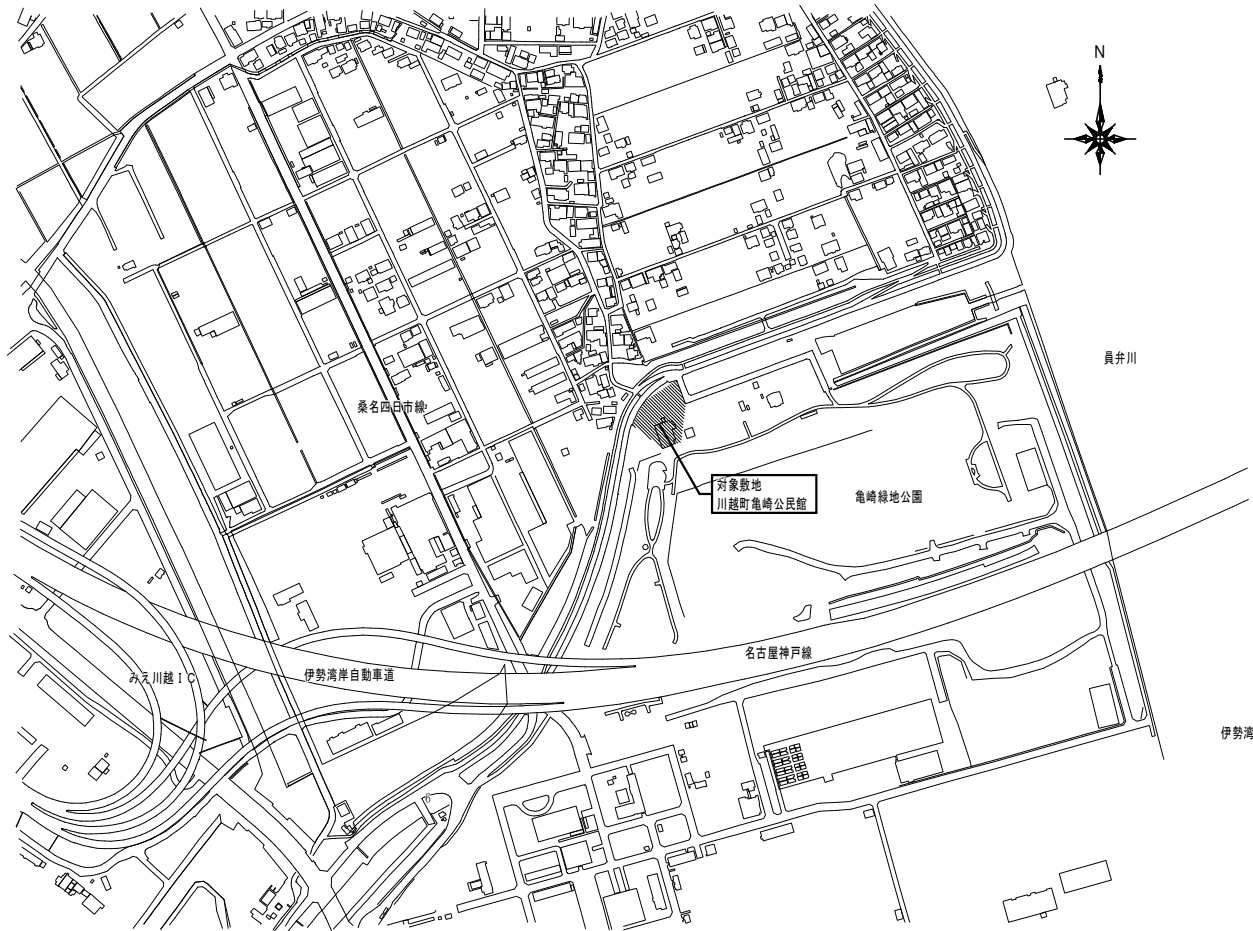 N
員弁川
桑名四日市線
対象敷地
川越町亀崎公民館
亀崎緑地公園
名古屋神戸線
みえ川越IC
伊勢湾岸自動車道
伊勢湾